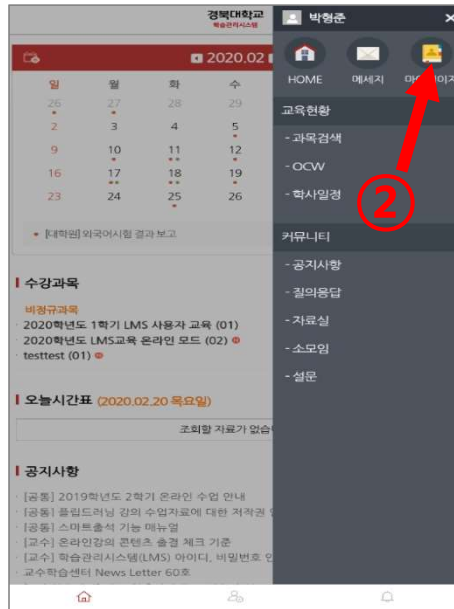 경북대학교
학습관리시스템
박형준
×
2020.02
HOME 메세지
일 월 화 수
26 27 28 29
2 3 4 5
9 10 11 12
16 17 18 19
23 24 25 26
[대학원] 외국어시험 결과 보고
교육현황
- 과목검색
- OCW
- 학사일정
②
커뮤니티
- 공지사항
- 질의응답
- 자료실
- 소모임
- 설문
수강과목
비정규과목
2020학년도 1학기 LMS 사용자 교육 (01)
2020학년도 LMS교육 온라인 모드 (02)
testtest (01)
오늘시간표 (2020.02.20 목요일)
조회할 자료가 없습
공지사항
[공통] 2019학년도 2학기 온라인 수업 안내
[공통] 플립드러닝 강의 수업자료에 대한 저작권
[공통] 스마트출석 기능 매뉴얼
[교수] 온라인강의 콘텐츠 출결 체크 기준
[교수] 학습관리시스템(LMS) 아이디, 비밀번호
교수학습센터 News Letter 60호